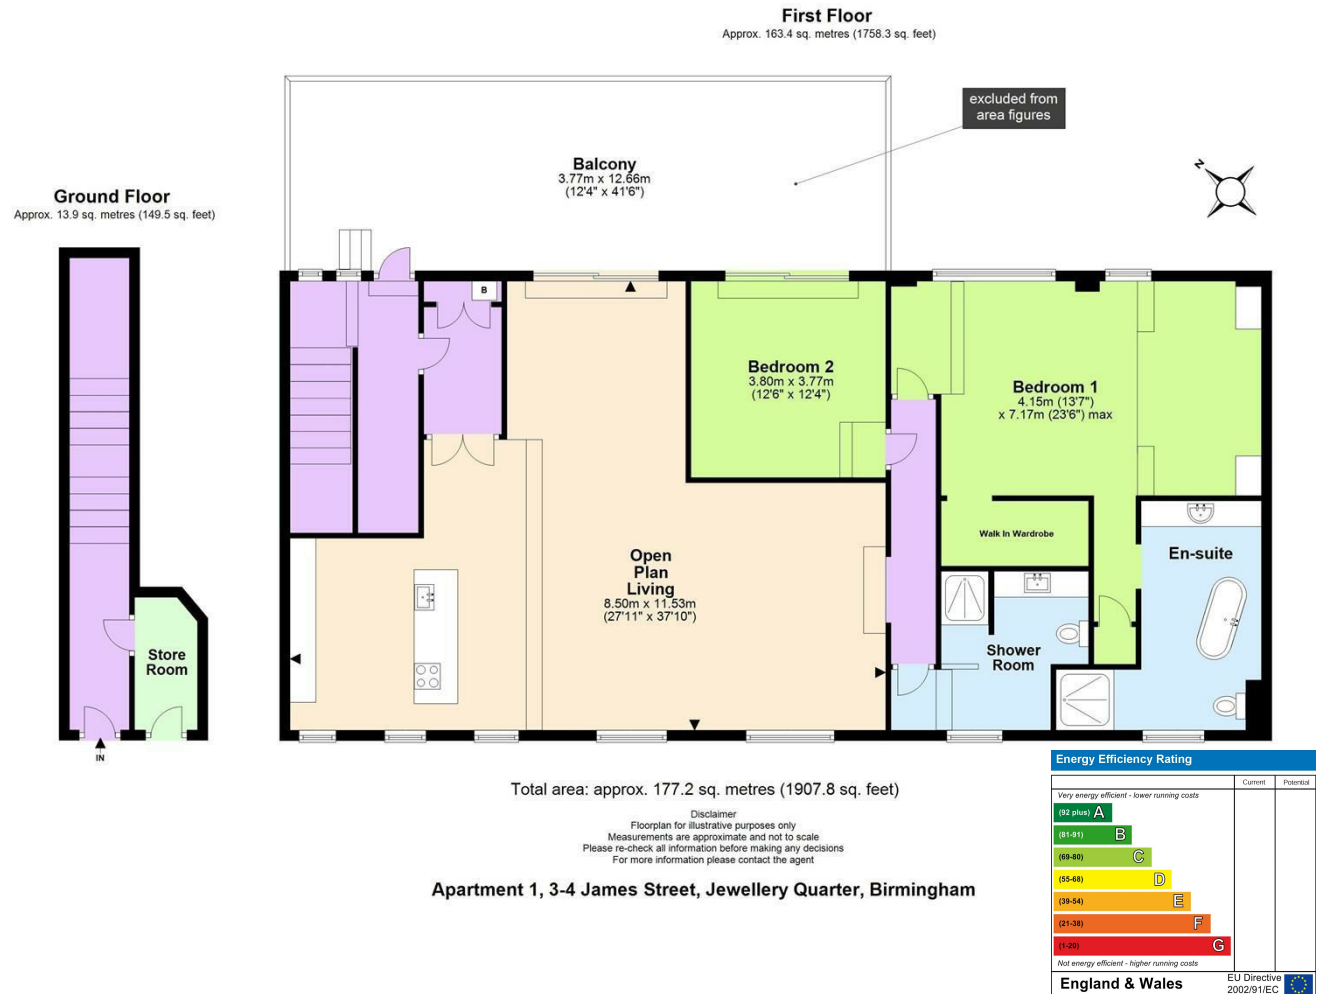 First Floor
Approx. 163.4 sq. metres (1758.3 sq. feet)
excluded from
area figures
Balcony
3.77m x 12.66m
(12'4" x 41'6")
N
Ground Floor
Approx. 13.9 sq. metres (149.5 sq. feet)
B
Bedroom 2
3.80m x 3.77m
(12'6" x 12'4")
Bedroom 1
4.15m (13'7")
x 7.17m (23'6") max
Walk In Wardrobe
En-suite
Open
Plan
Living
8.50m x 11.53m
(27'11" x 37'10")
Shower
Room
Store
Room
IN
Total area: approx. 177.2 sq. metres (1907.8 sq. feet)
Disclaimer
Floorplan for illustrative purposes only
Measurements are approximate and not to scale
Please re-check all information before making any decisions
For more information please contact the agent
Apartment 1, 3-4 James Street, Jewellery Quarter, Birmingham
Energy Efficiency Rating
Current Potential
Very energy efficient - lower running costs
(92 plus) A
(81-91) B
(69-80) C
(55-68) D
(39-54) E
(21-38) F
(1-20) G
Not energy efficient - higher running costs
England & Wales
EU Directive
2002/91/EC